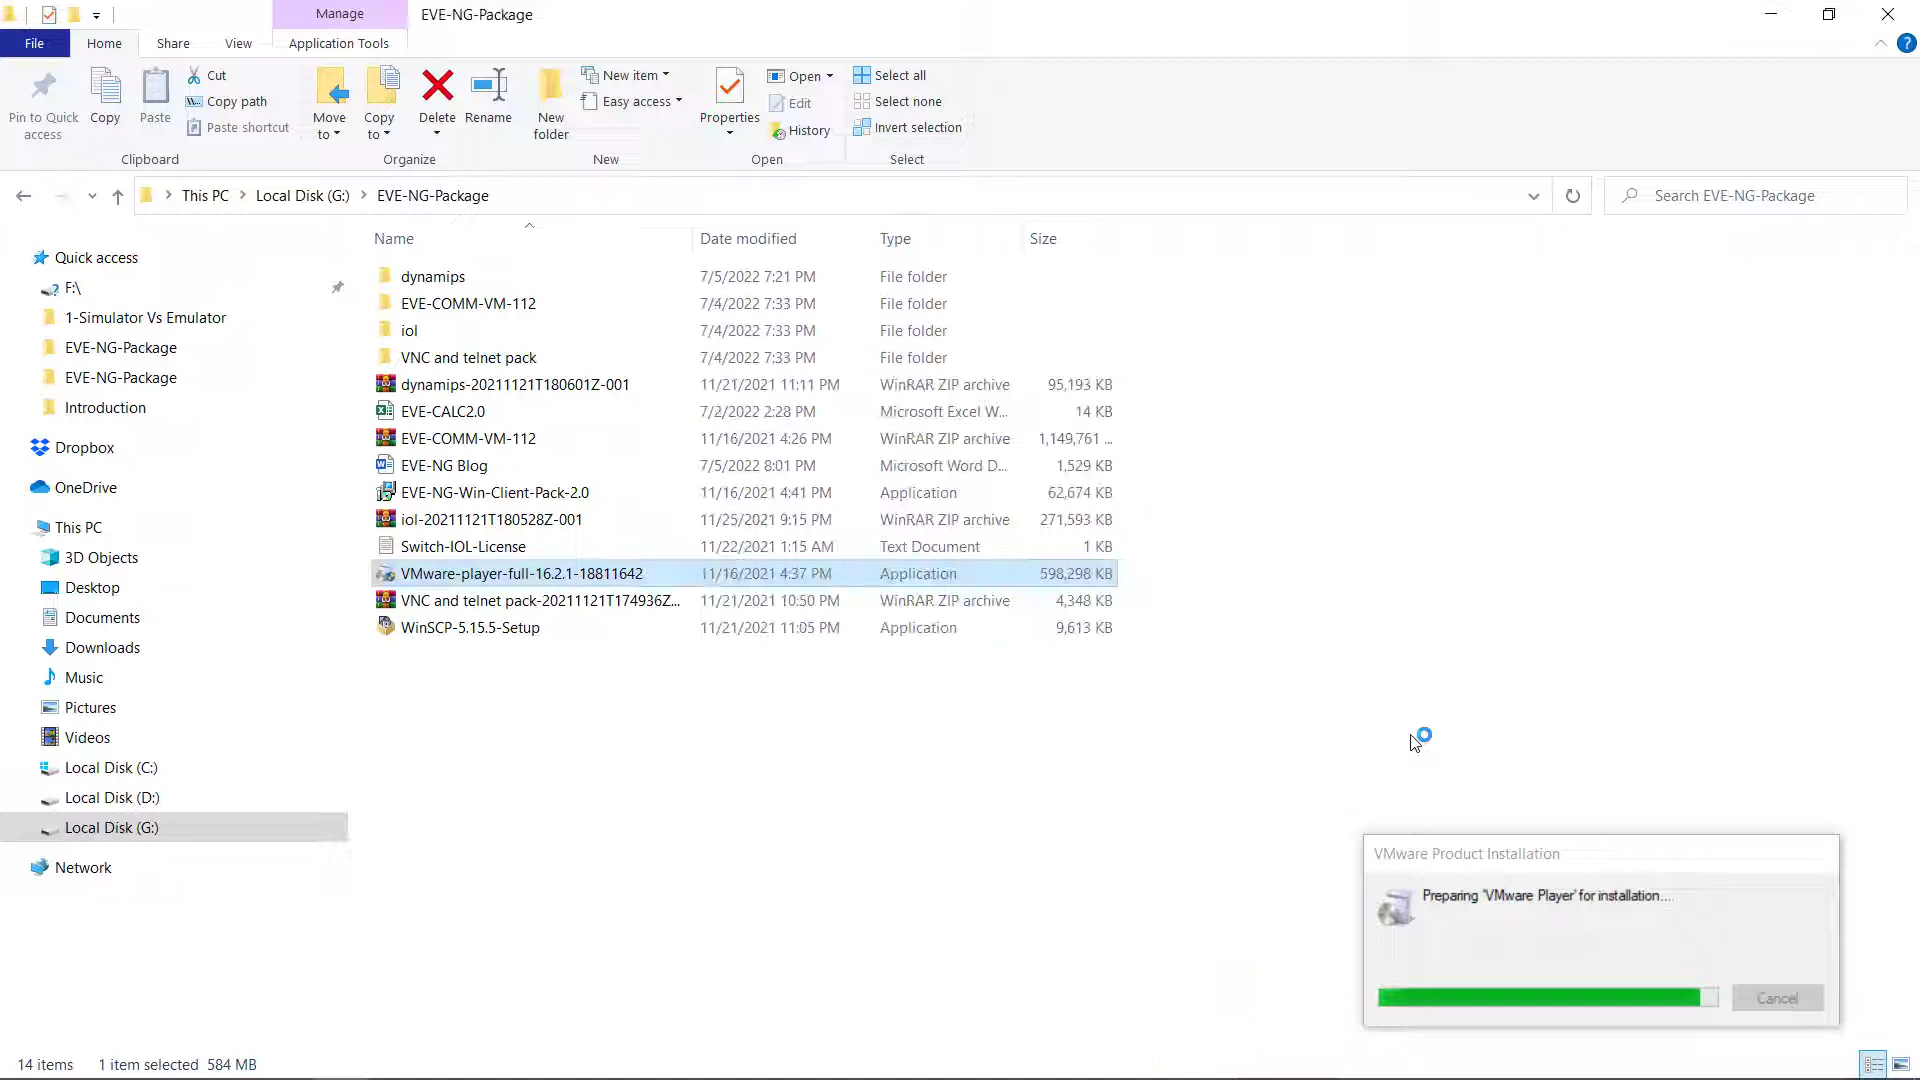 Manage
EVE-NG-Package
File
Home
Share
View
Application Tools
Pin to Quick access
Copy
Paste
Cut
Copy path
Paste shortcut
Clipboard
Move to
Copy to
Delete
Rename
Organize
New folder
New item
Easy access
New
Properties
Open
Edit
History
Open
Select all
Select none
Invert selection
Select
This PC > Local Disk (G:) > EVE-NG-Package
Search EVE-NG-Package
Quick access
F:\
1-Simulator Vs Emulator
EVE-NG-Package
EVE-NG-Package
Introduction
Dropbox
OneDrive
This PC
3D Objects
Desktop
Documents
Downloads
Music
Pictures
Videos
Local Disk (C:)
Local Disk (D:)
Local Disk (G:)
Network
Name Date modified Type Size
dynamips 7/5/2022 7:21 PM File folder
EVE-COMM-VM-112 7/4/2022 7:33 PM File folder
iol 7/4/2022 7:33 PM File folder
VNC and telnet pack 7/4/2022 7:33 PM File folder
dynamips-20211121T180601Z-001 11/21/2021 11:11 PM WinRAR ZIP archive 95,193 KB
EVE-CALC2.0 7/2/2022 2:28 PM Microsoft Excel W... 14 KB
EVE-COMM-VM-112 11/16/2021 4:26 PM WinRAR ZIP archive 1,149,761 ...
EVE-NG Blog 7/5/2022 8:01 PM Microsoft Word D... 1,529 KB
EVE-NG-Win-Client-Pack-2.0 11/16/2021 4:41 PM Application 62,674 KB
iol-20211121T180528Z-001 11/25/2021 9:15 PM WinRAR ZIP archive 271,593 KB
Switch-IOL-License 11/22/2021 1:15 AM Text Document 1 KB
VMware-player-full-16.2.1-18811642 11/16/2021 4:37 PM Application 598,298 KB
VNC and telnet pack-20211121T174936Z... 11/21/2021 10:50 PM WinRAR ZIP archive 4,348 KB
WinSCP-5.15.5-Setup 11/21/2021 11:05 PM Application 9,613 KB
VMware Product Installation
Preparing 'VMware Player' for installation....
Cancel
14 items 1 item selected 584 MB